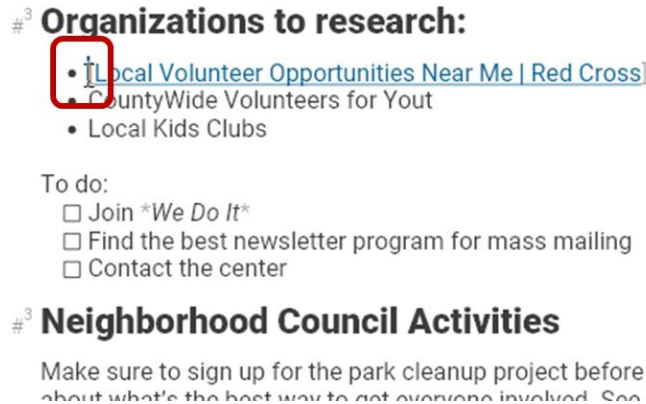 #3 Organizations to research:
• [Local Volunteer Opportunities Near Me | Red Cross]
• CountyWide Volunteers for Yout
• Local Kids Clubs
To do:
☐ Join *We Do It*
☐ Find the best newsletter program for mass mailing
☐ Contact the center
#3 Neighborhood Council Activities
Make sure to sign up for the park cleanup project before
about what's the best way to get everyone involved. See